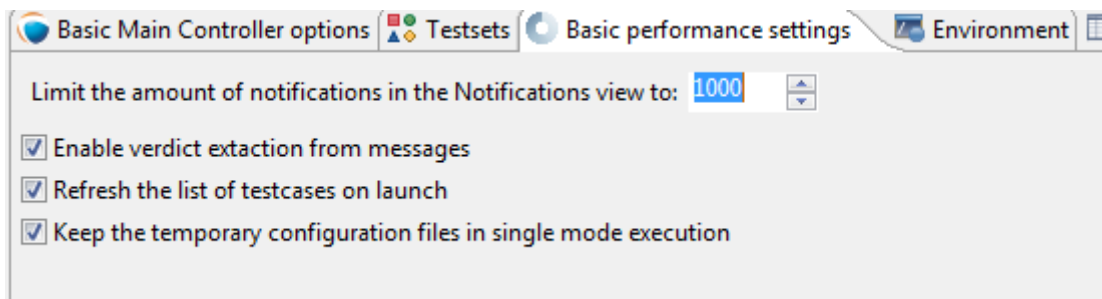 Basic Main Controller options Testsets Basic performance settings Environment
Limit the amount of notifications in the Notifications view to: 1000
Enable verdict extaction from messages
Refresh the list of testcases on launch
Keep the temporary configuration files in single mode execution